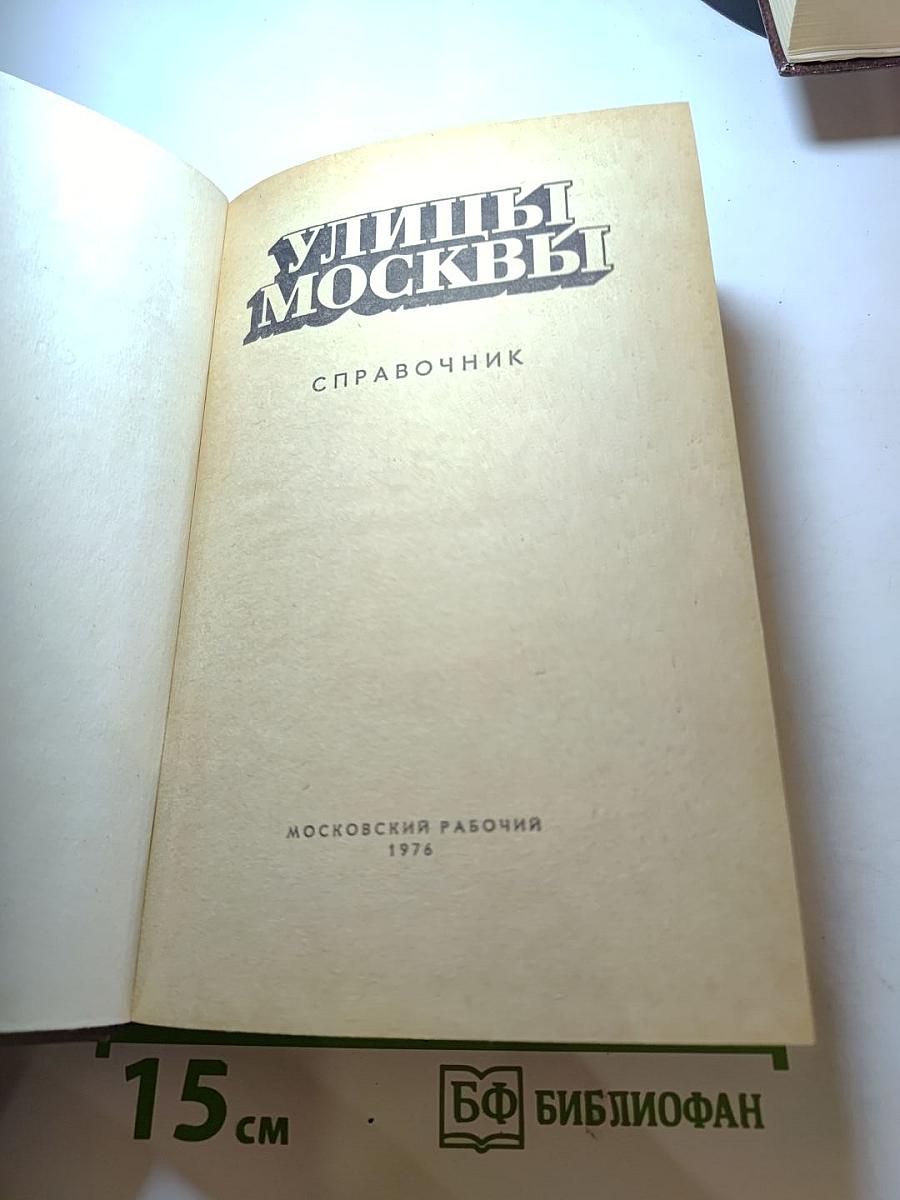 УЛИЦЫ
МОСКВЫ
СПРАВОЧНИК
МОСКОВСКИЙ РАБОЧИЙ
1976
15 см
БФ БИБЛИОФАН